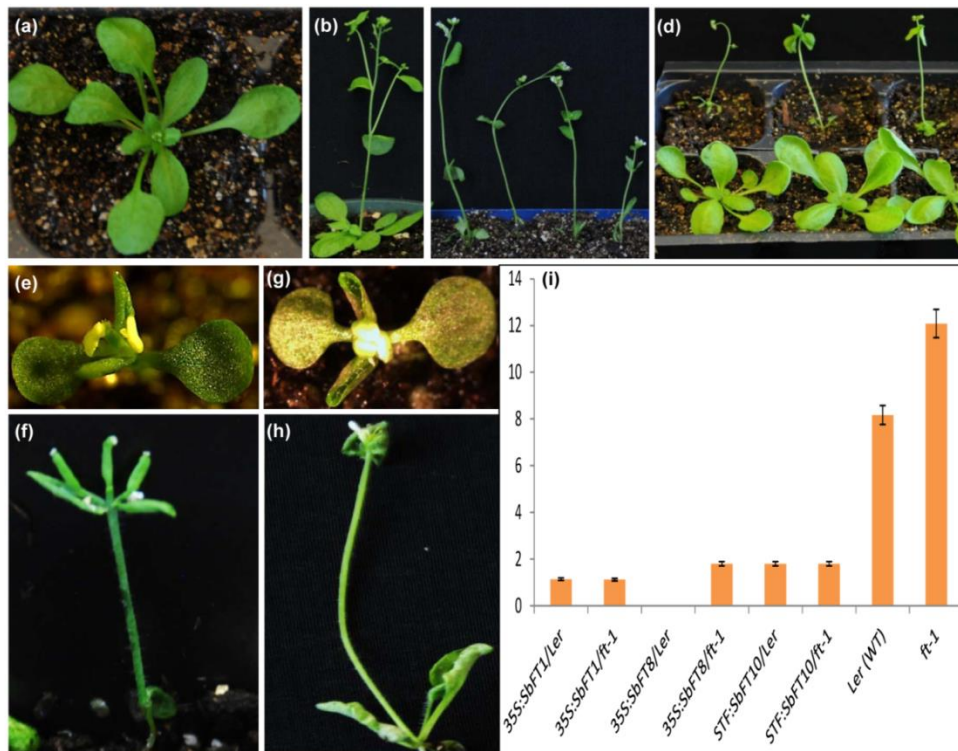 (a)
(b)
(d)
(e)
(g)
(f)
(h)
(i)
14
12
10
8
6
4
2
0
35S:SbFT1/Ler
35S:SbFT1/ft-1
35S:SbFT8/Ler
35S:SbFT8/ft-1
STF:SbFT10/Ler
STF:SbFT10/ft-1
Ler (WT)
ft-1